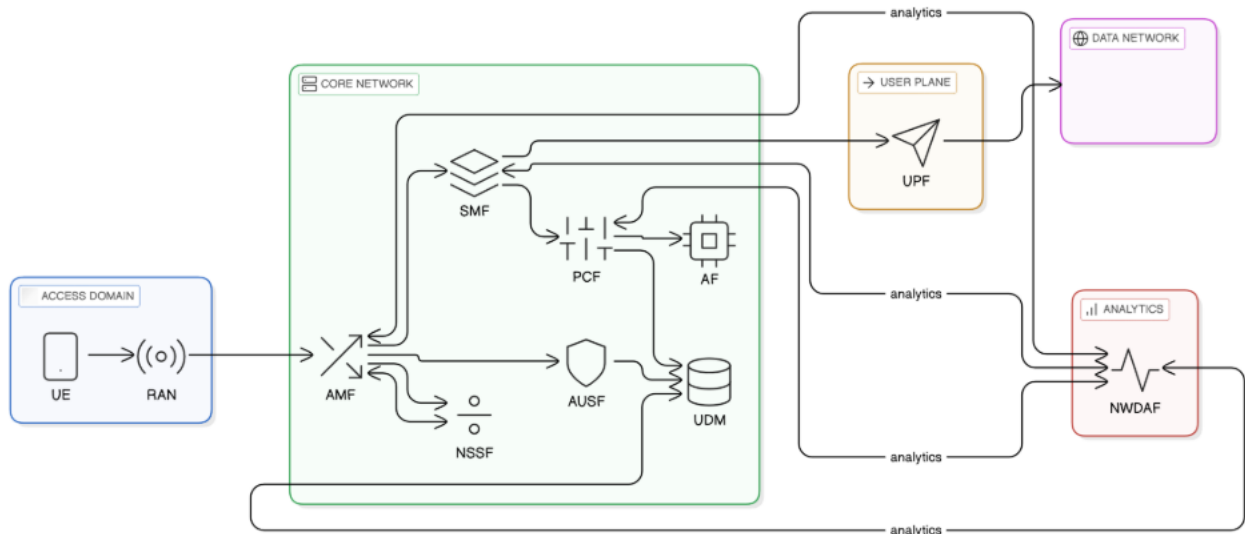 analytics
DATA NETWORK
CORE NETWORK
USER PLANE
UPF
SMF
PCF
AF
analytics
ACCESS DOMAIN
ANALYTICS
UE
RAN
AMF
AUSF
UDM
NWDAF
NSSF
analytics
analytics